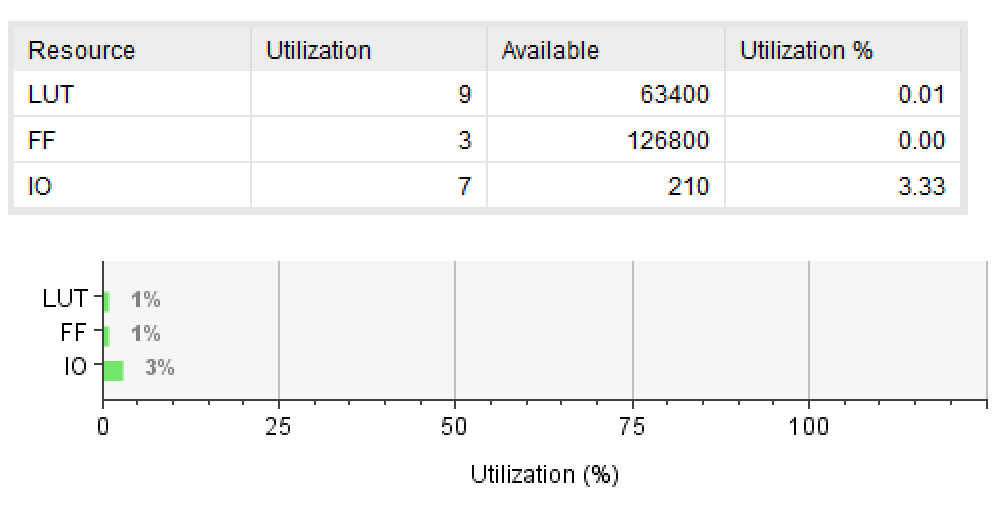 Resource Utilization Available Utilization %
LUT 9 63400 0.01
FF 3 126800 0.00
IO 7 210 3.33
LUT 1%
FF 1%
IO 3%
0 25 50 75 100
Utilization (%)